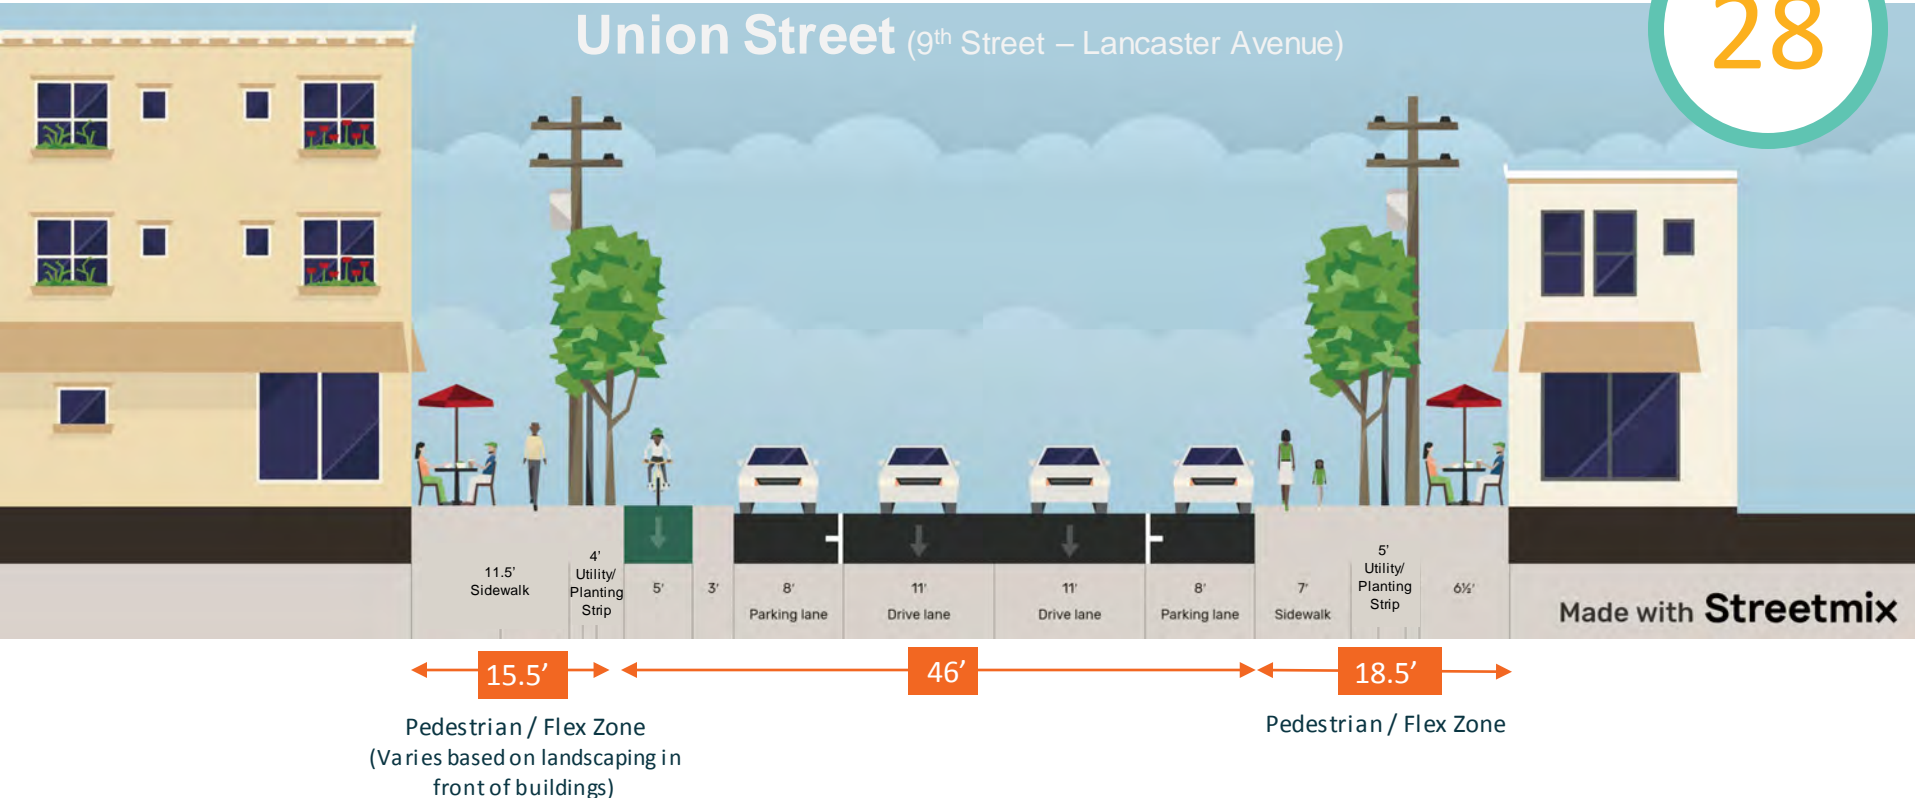 Union Street (9th Street – Lancaster Avenue)
28
11.5’
Sidewalk
4’
Utility/
Planting
Strip
5′
3′
8′
Parking lane
11′
Drive lane
11′
Drive lane
8′
Parking lane
7′
Sidewalk
5’
Utility/
Planting
Strip
6½′
Made with Streetmix
15.5’
46’
18.5’
Pedestrian / Flex Zone
(Varies based on landscaping in
front of buildings)
Pedestrian / Flex Zone